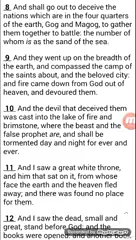 8 And shall go out to deceive the
nations which are in the four quarters
of the earth, Gog and Magog, to gather
them together to battle: the number of
whom is as the sand of the sea.
9 And they went up on the breadth of
the earth, and compassed the camp of
the saints about, and the beloved city:
and fire came down from God out of
heaven, and devoured them.
10 And the devil that deceived them
was cast into the lake of fire and
brimstone, where the beast and the
false prophet are, and shall be
tormented day and night for ever and
ever.
11 And I saw a great white throne,
and him that sat on it, from whose
face the earth and the heaven fled
away; and there was found no place
for them.
12 And I saw the dead, small and
great, stand before God; and the
books were opened: and another book